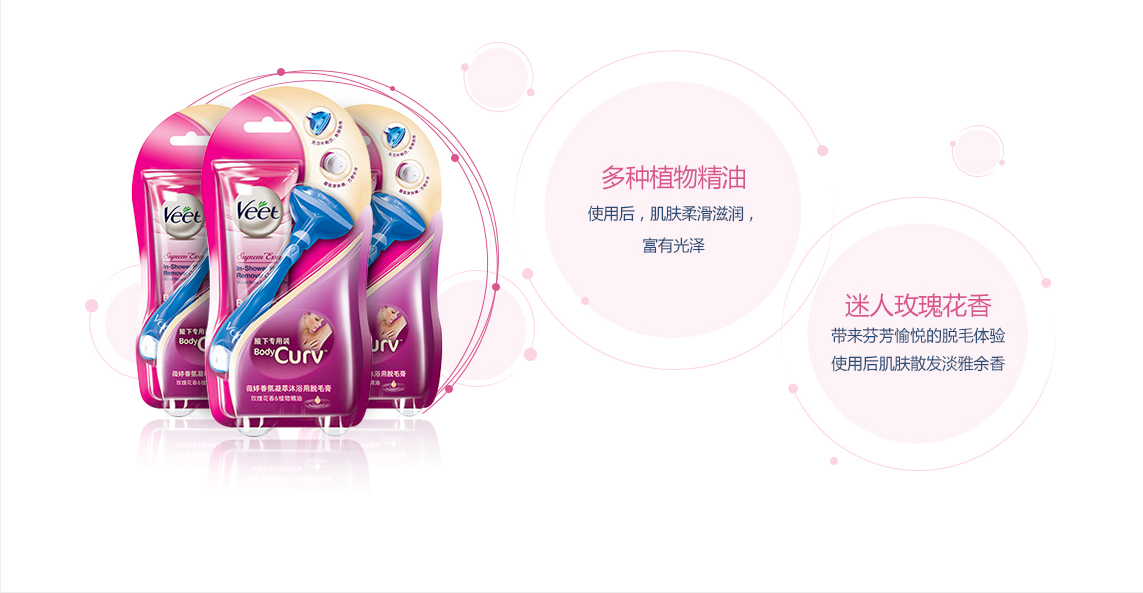 多种植物精油
使用后，肌肤柔滑滋润，
富有光泽
迷人玫瑰花香
带来芬芳愉悦的脱毛体验
使用后肌肤散发淡雅余香
Veet
Veet
Suprem'
In-Shower
Remover
腋下专用装
BodyCurv™
薇婷香氛凝萃沐浴用脱毛膏
玫瑰花香&植物精油